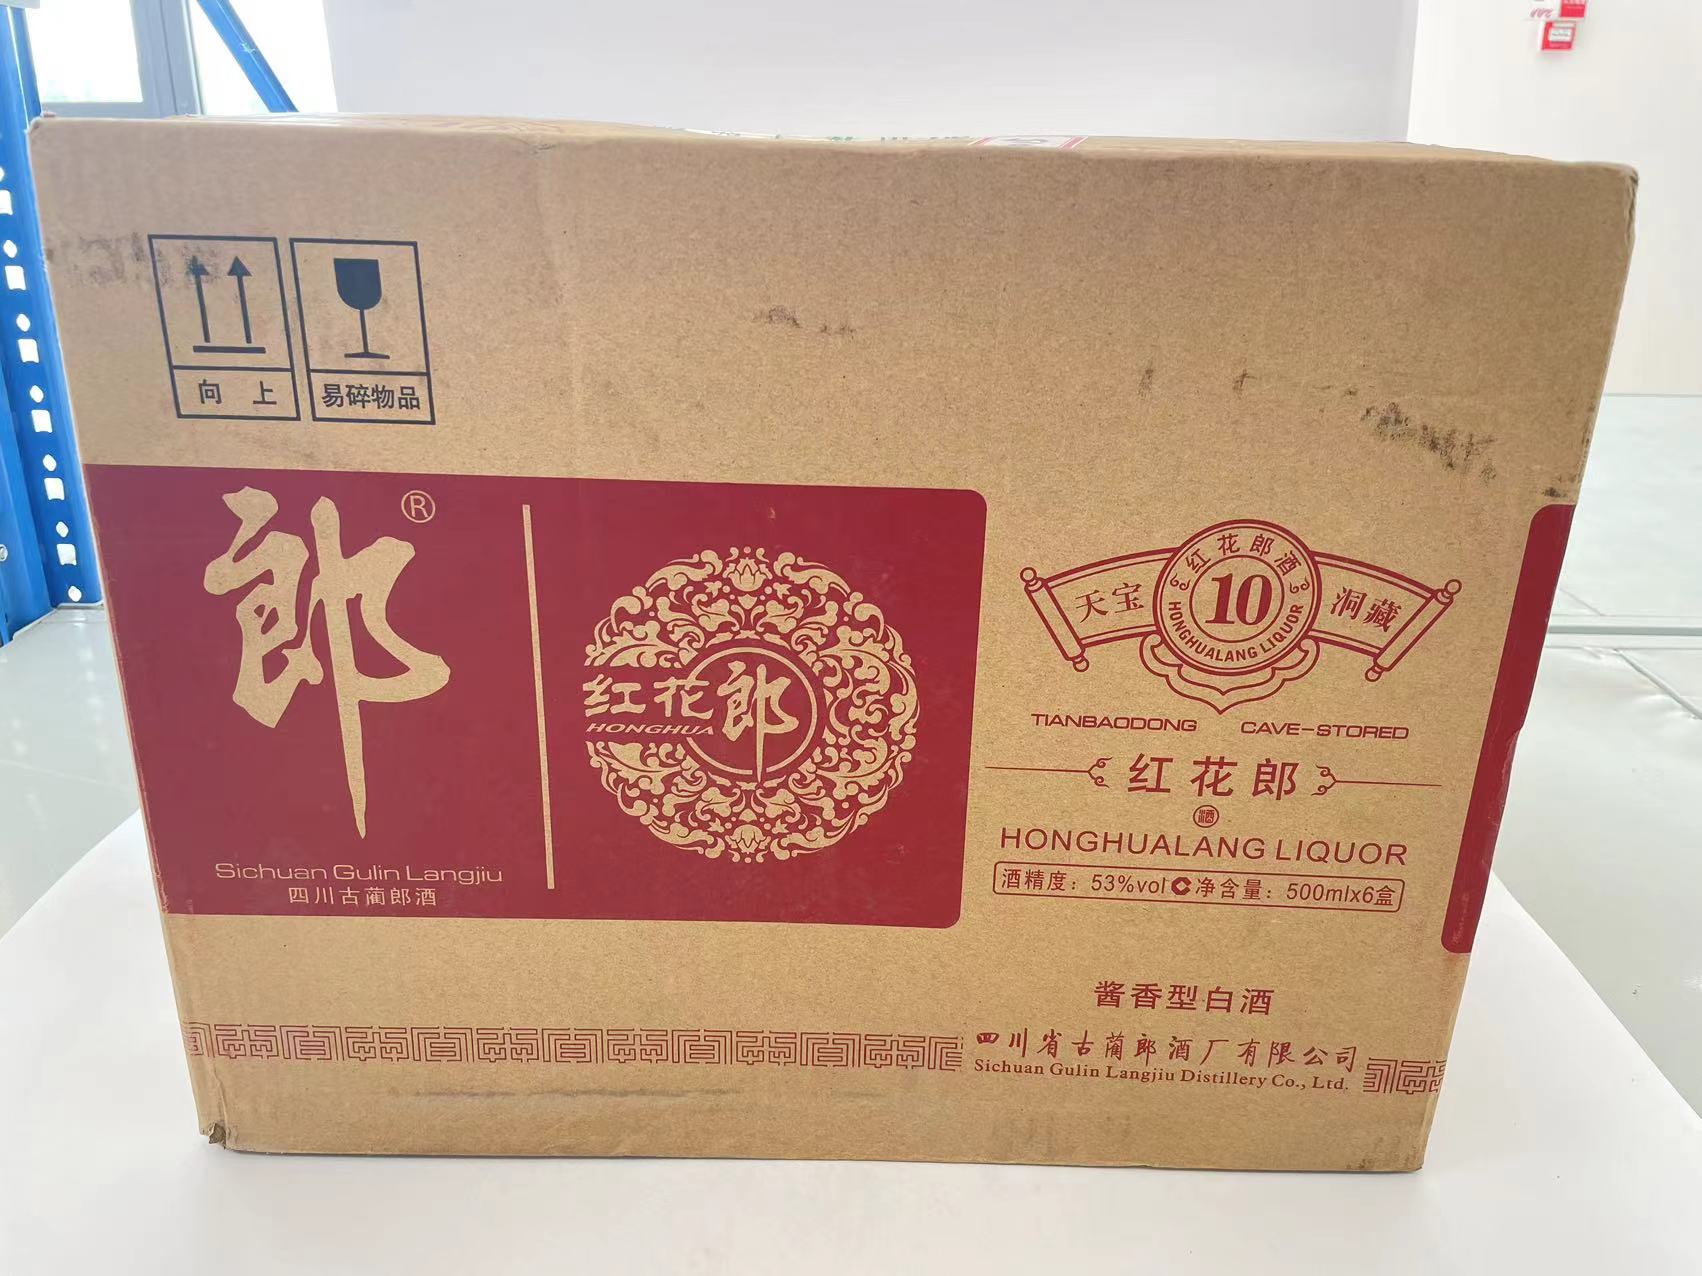 向上
易碎物品
郎®
红花郎
HONGHUA
Sichuan Gulin Langjiu
四川古蔺郎酒
红花郎酒
天宝 10 洞藏
HONGHUALANG LIQUOR
TIANBAODONG CAVE-STORED
红花郎
酒
HONGHUALANG LIQUOR
酒精度：53%vol 净含量：500mlx6盒
酱香型白酒
四川省古蔺郎酒厂有限公司
Sichuan Gulin Langjiu Distillery Co., Ltd.